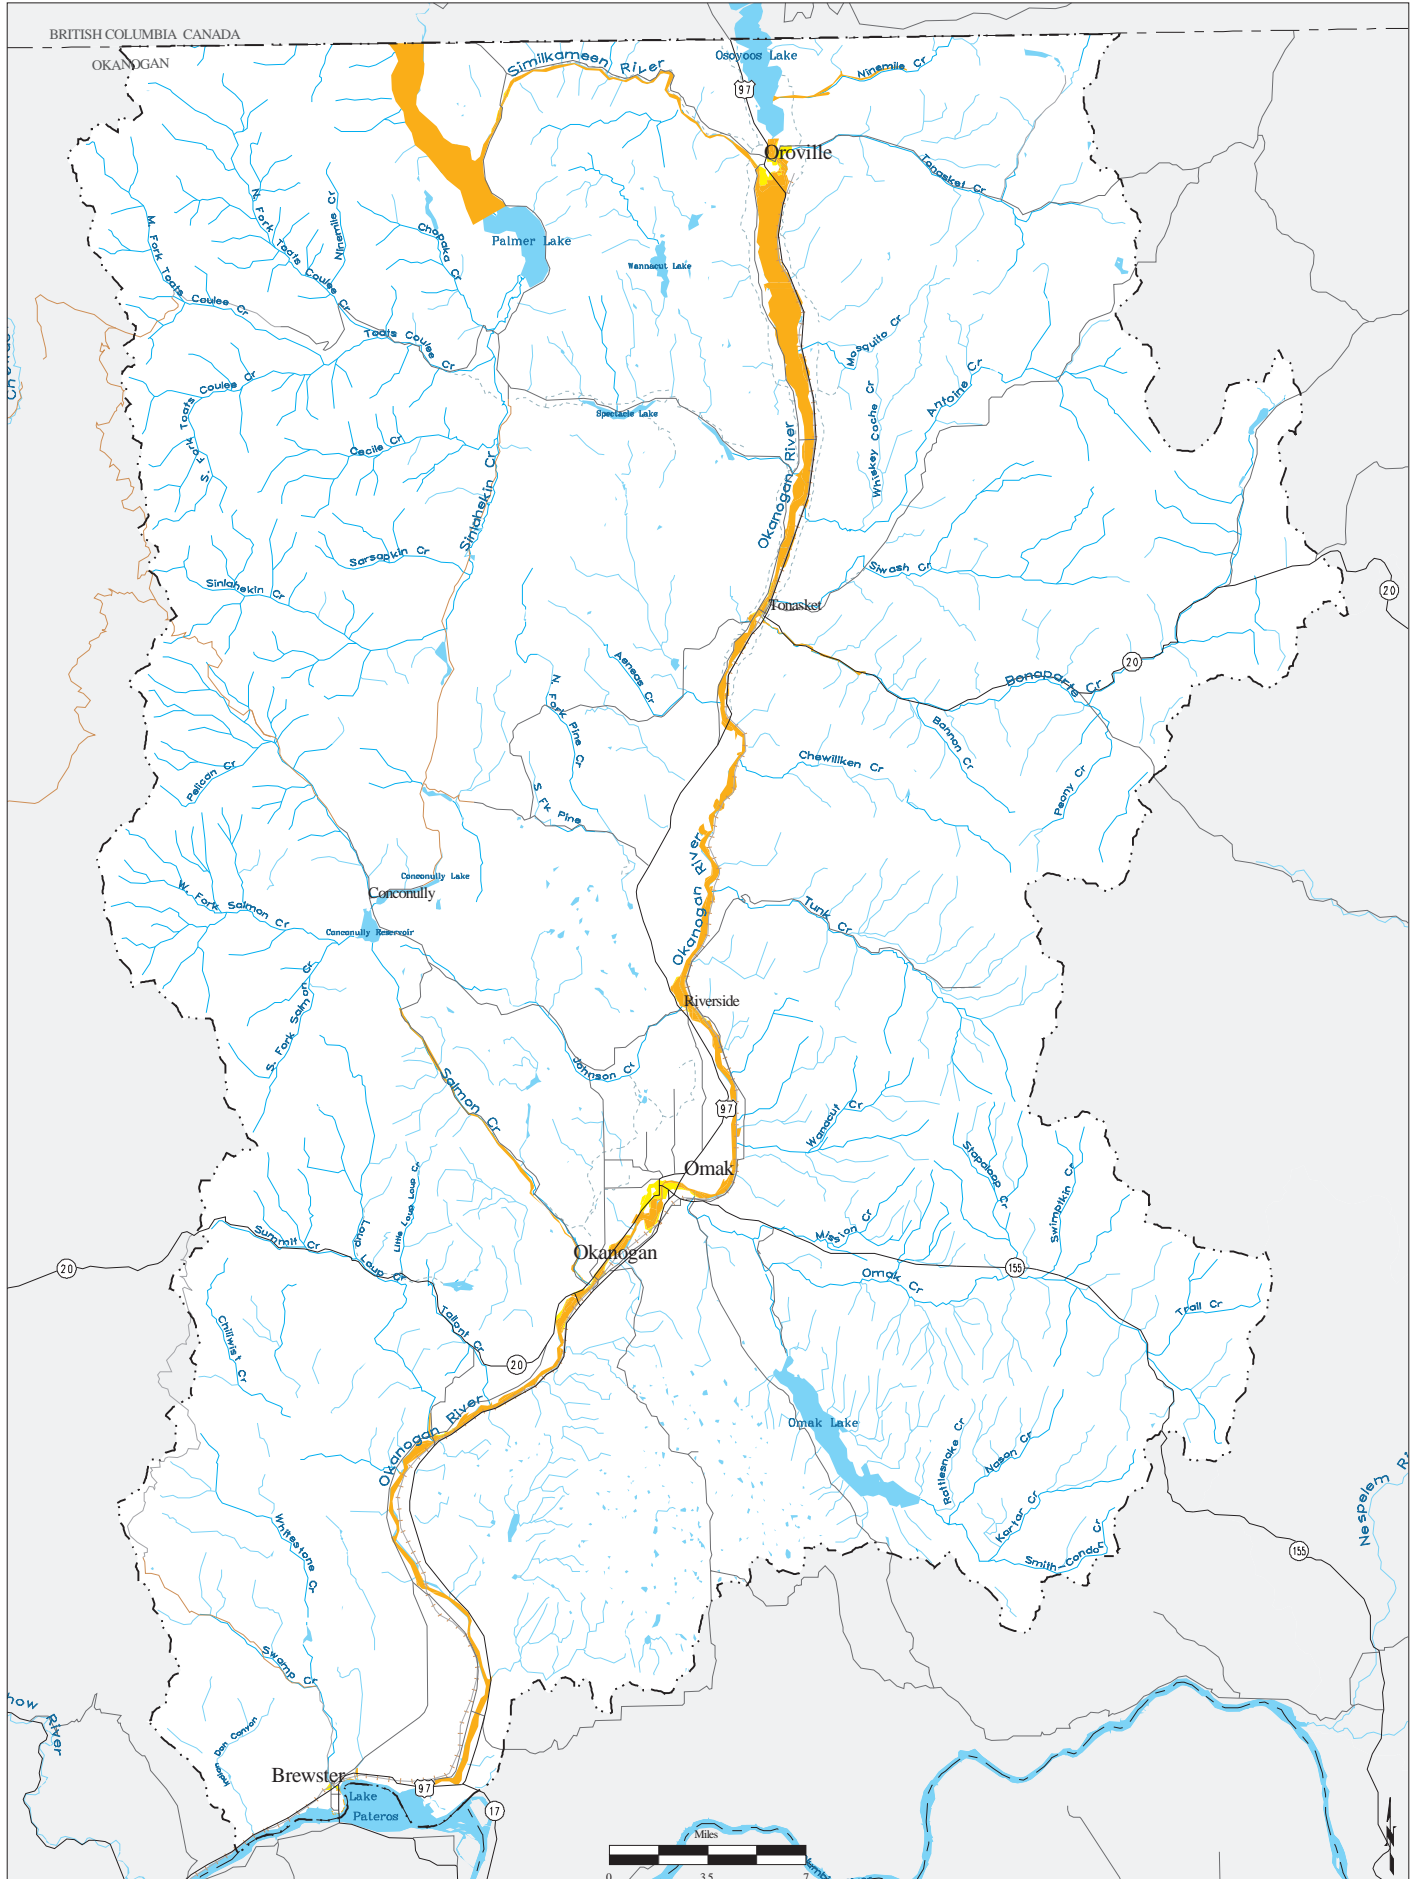 BRITISH COLUMBIA CANADA
OKANOGAN
Similkameen River
Osoyoos Lake
97
Ninemile Cr
Oroville
Tonasket Cr
N. Fork Toats Coulee Cr
Ninemile Cr
M. Fork Toats Coulee Cr
Chopaka Cr
Palmer Lake
Wannacut Lake
Toats Coulee Cr
Mosquito Cr
S. Fork Toats Coulee Cr
Whiskey Cache Cr
Antoine Cr
Spectacle Lake
Cecile Cr
Okanogan River
Sinlahekin Cr
Sarsapkin Cr
Siwash Cr
Sinlahekin Cr
Tonasket
20
20
Aeneas Cr
Bonaparte Cr
N. Fork Pine Cr
Bannon Cr
Pelican Cr
Chewiliken Cr
Peony Cr
S Fk Pine
Okanogan River
Conconully Lake
Conconully
W. Fork Salmon Cr
Tunk Cr
Conconully Reservoir
S. Fork Salmon Cr
Riverside
Johnson Cr
Salmon Cr
97
Wanacut Cr
Stapaloop Cr
Swimptkin Cr
Omak
Little Loup Loup Cr
Loup Loup Cr
Summit Cr
Mission Cr
Okanogan
20
155
Omak Cr
Trail Cr
Chiliwist Cr
Tallant Cr
20
Omak Lake
Okanogan River
Rattlesnake Cr
Nason Cr
Kartar Cr
Smith-Condon Cr
Nespelem R
155
Whitestone Cr
Swamp Cr
how River
Indian Dan Canyon
Brewster
97
Lake
Pateros
17
Miles
0 3.5 7
N